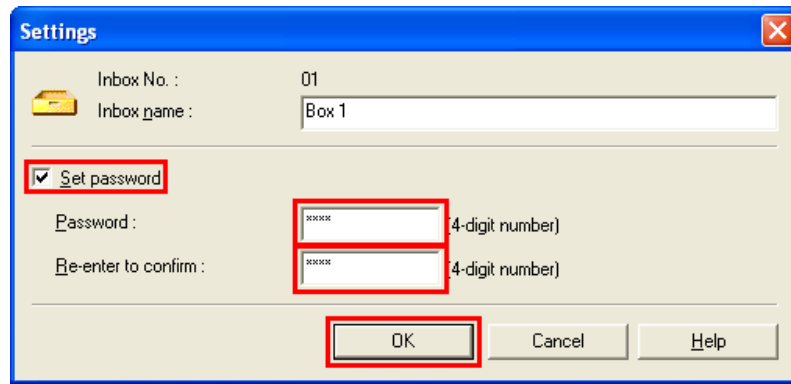 Settings
Inbox No. : 01
Inbox name : Box 1
Set password
Password : **** (4-digit number)
Re-enter to confirm : **** (4-digit number)
OK Cancel Help